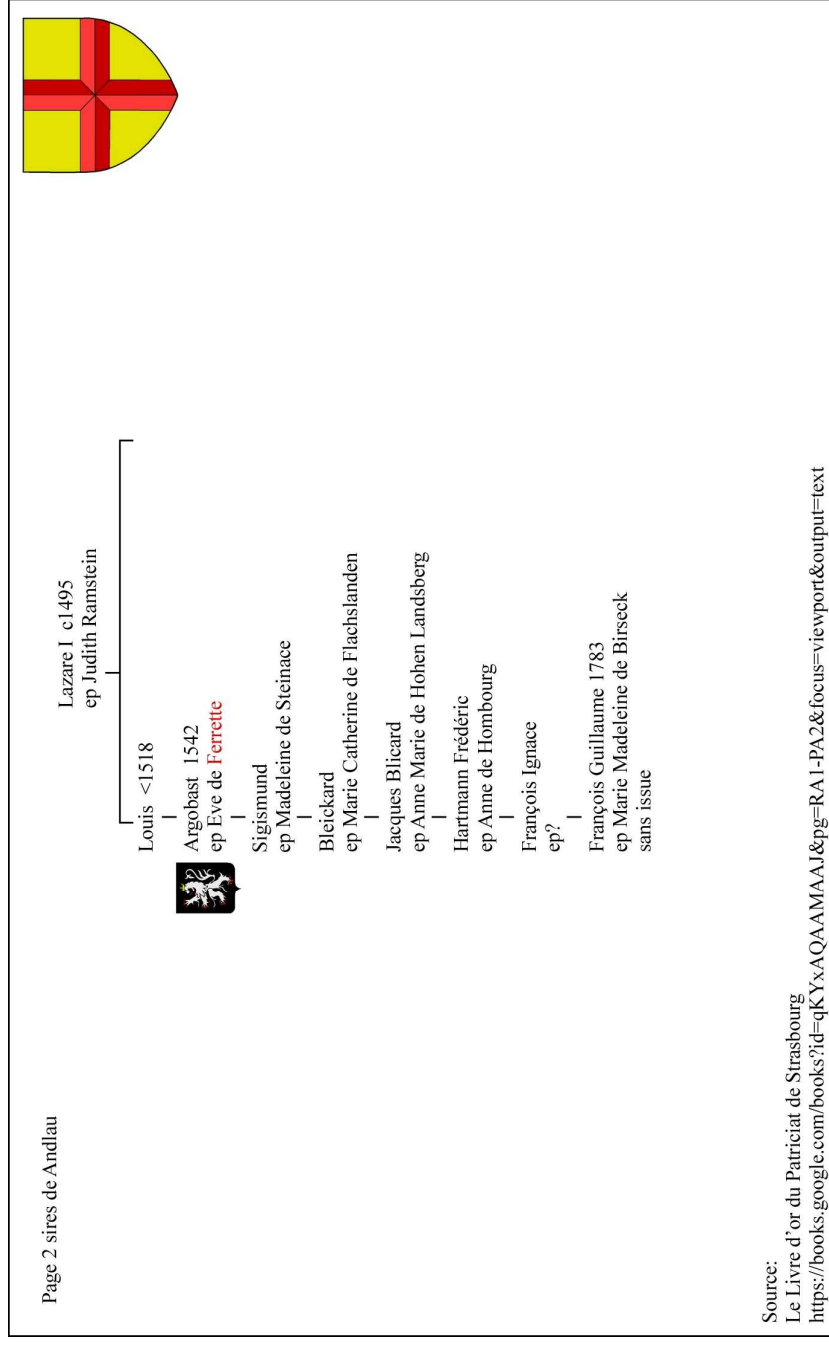 Page 2 sires de Andlau
Lazare I c1495
ep Judith Ramstein
Louis <1518
Argobast 1542
ep Eve de Ferrette
Sigismund
ep Madeleine de Steinace
Bleickard
ep Marie Catherine de Flachslanden
Jacques Blicard
ep Anne Marie de Hohen Landsberg
Hartmann Frédéric
ep Anne de Hombourg
François Ignace
ep?
François Guillaume 1783
ep Marie Madeleine de Birseck
sans issue
Source:
Le Livre d’or du Patriciat de Strasbourg
https://books.google.com/books?id=qKYxAQAAMAAJ&pg=RA1-PA2&focus=viewport&output=text